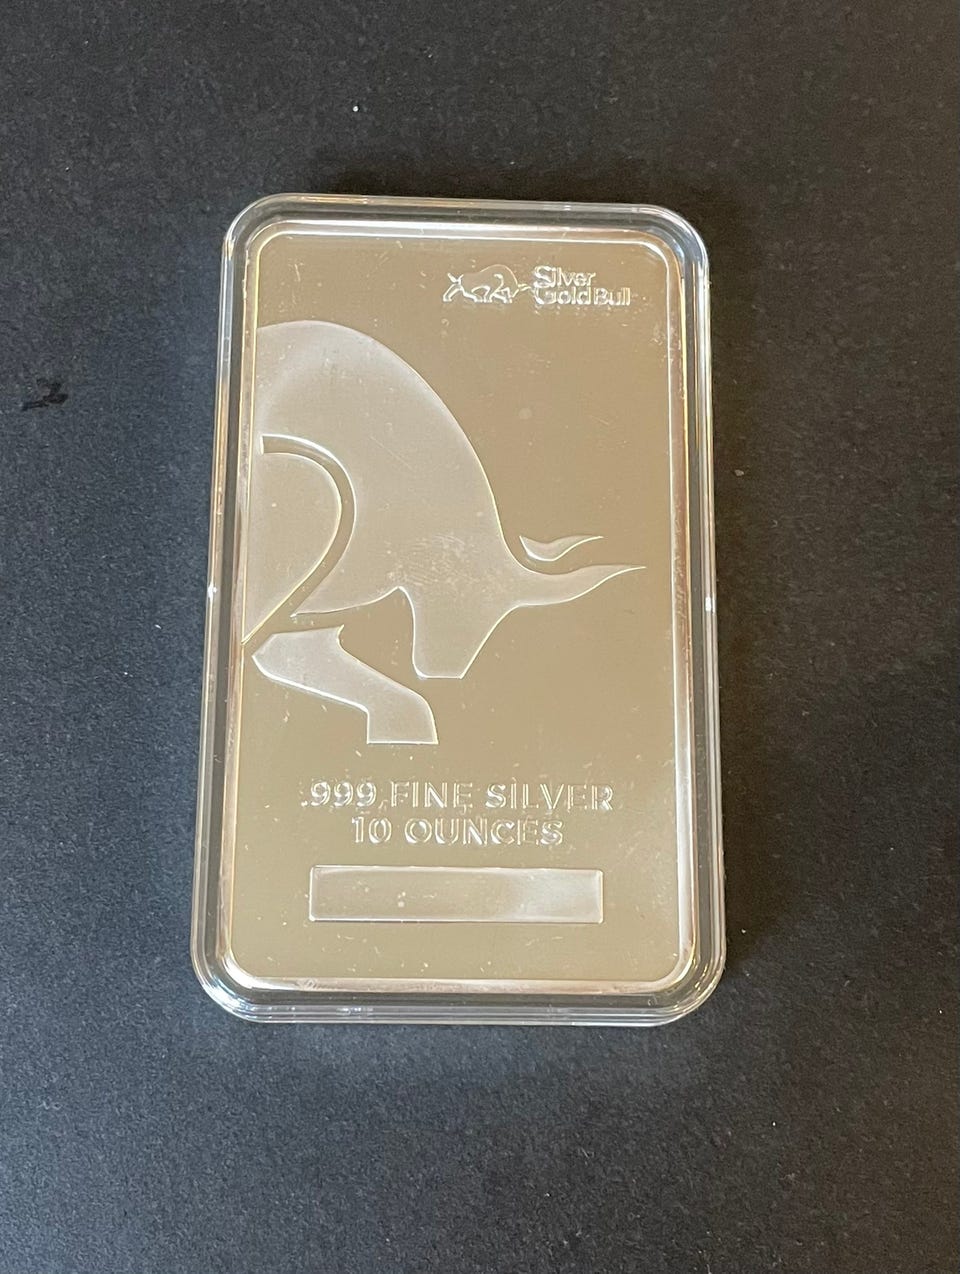 Silver
Gold Bull
.999 FINE SILVER
10 OUNCES